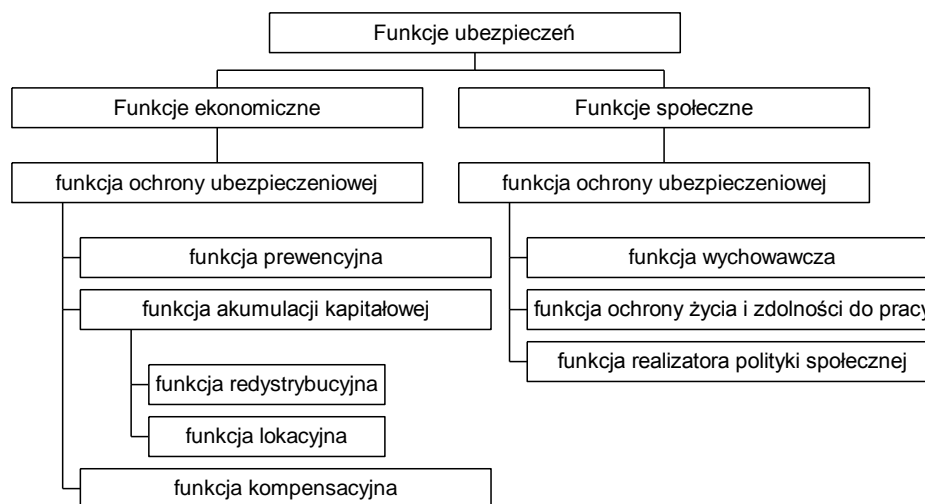 Funkcje ubezpieczeń
Funkcje ekonomiczne
Funkcje społeczne
funkcja ochrony ubezpieczeniowej
funkcja ochrony ubezpieczeniowej
funkcja prewencyjna
funkcja wychowawcza
funkcja akumulacji kapitałowej
funkcja ochrony życia i zdolności do pracy
funkcja realizatora polityki społecznej
funkcja redystrybucyjna
funkcja lokacyjna
funkcja kompensacyjna